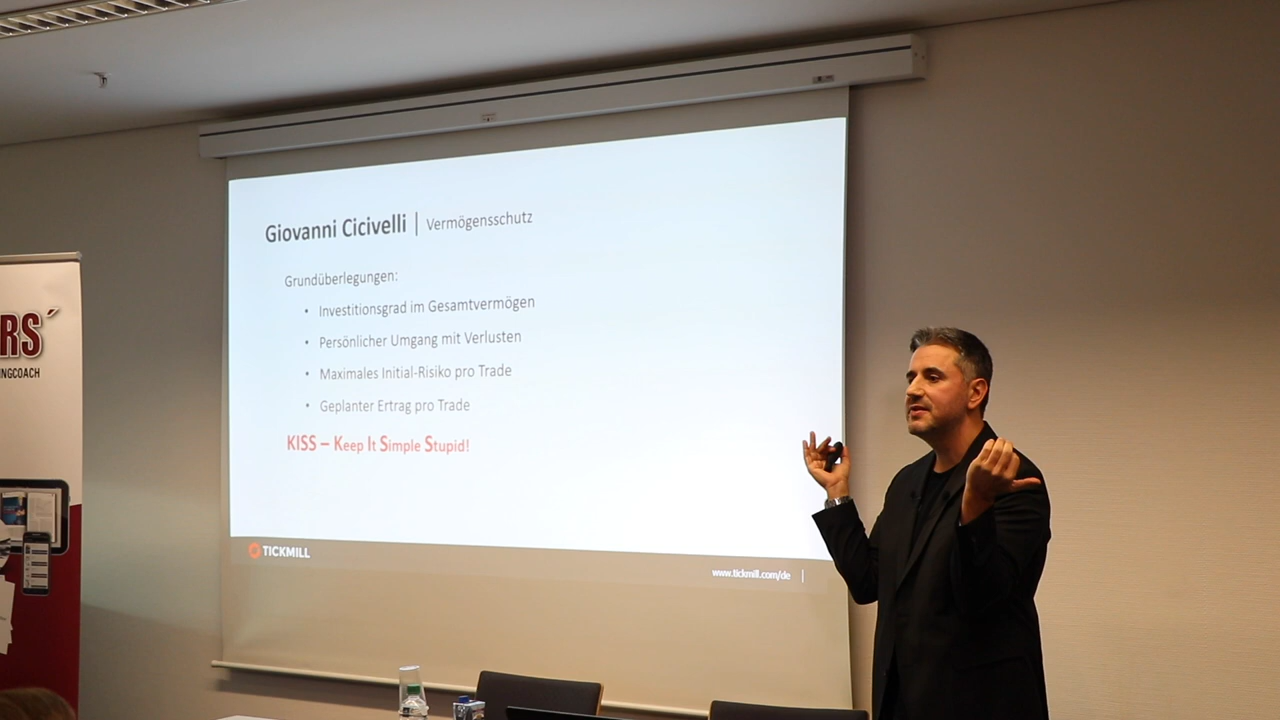 Giovanni Cicivelli | Vermögensschutz
Grundüberlegungen:
• Investitionsgrad im Gesamtvermögen
• Persönlicher Umgang mit Verlusten
• Maximales Initial-Risiko pro Trade
• Geplanter Ertrag pro Trade
KISS – Keep It Simple Stupid!
TICKMILL
www.tickmill.com/de |
RS´
INGCOACH